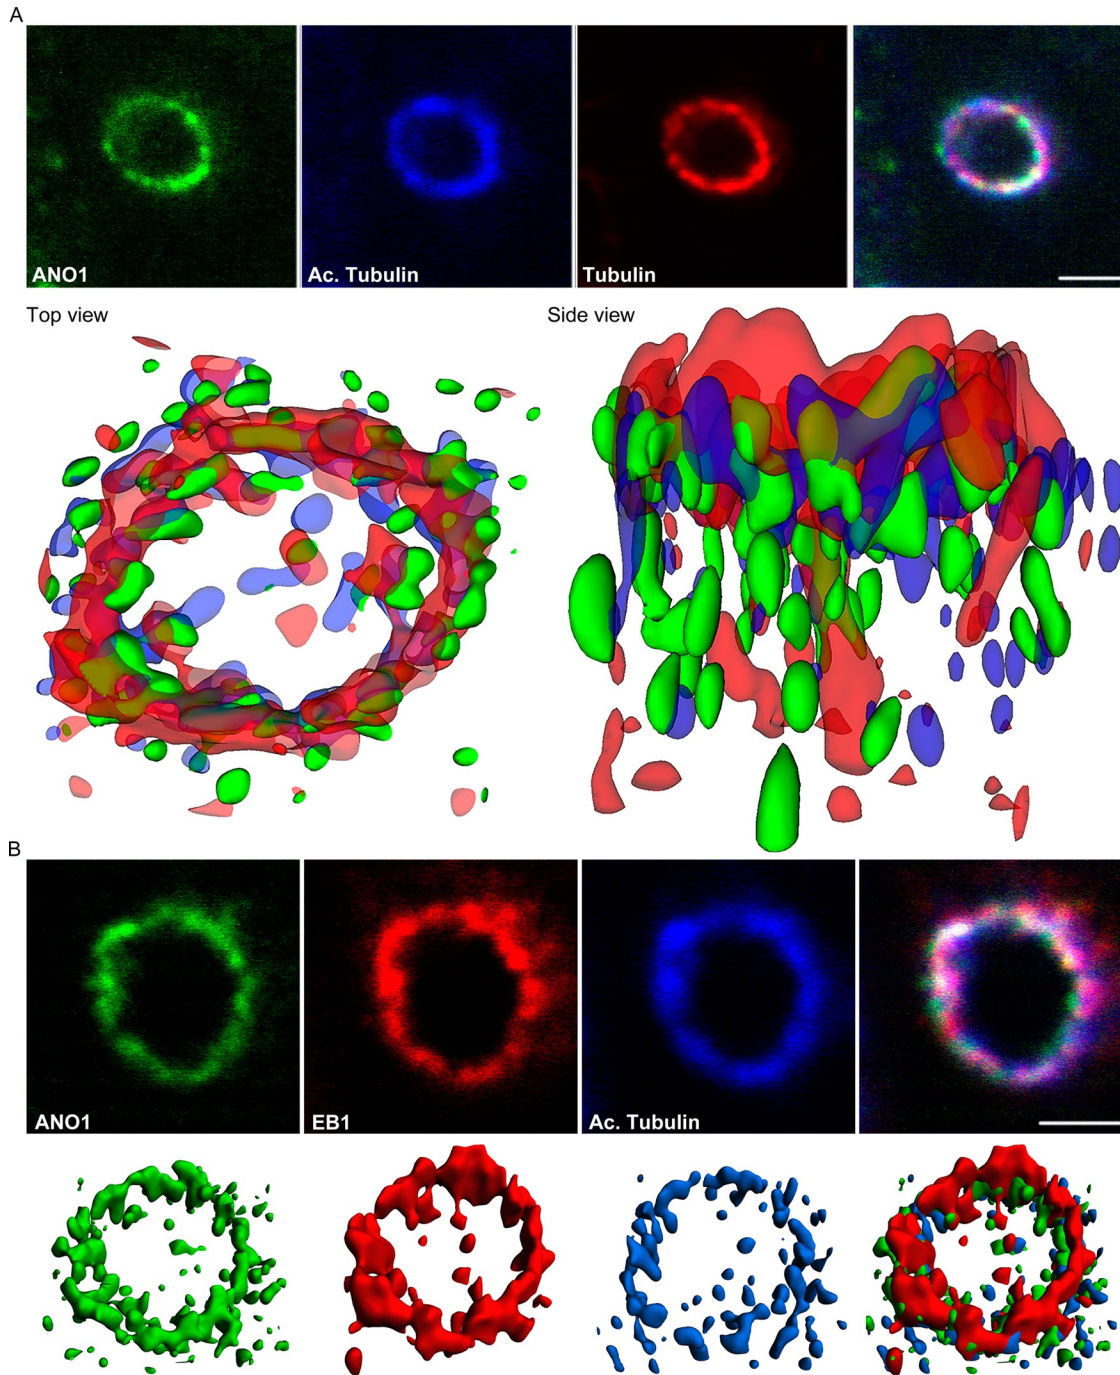 A
ANO1
Ac. Tubulin
Tubulin
Top view
Side view
B
ANO1
EB1
Ac. Tubulin